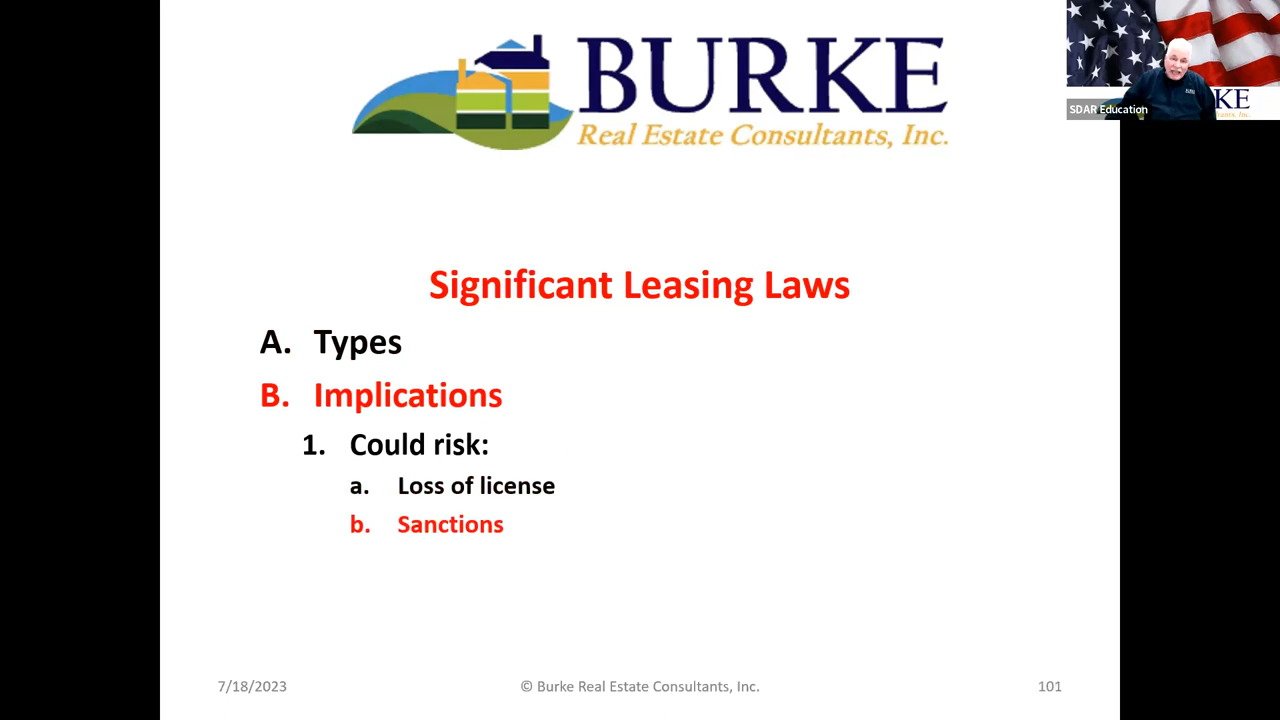 BURKE
Real Estate Consultants, Inc.
SDAR Education
KE
Significant Leasing Laws
A. Types
B. Implications
1. Could risk:
a. Loss of license
b. Sanctions
7/18/2023
© Burke Real Estate Consultants, Inc.
101